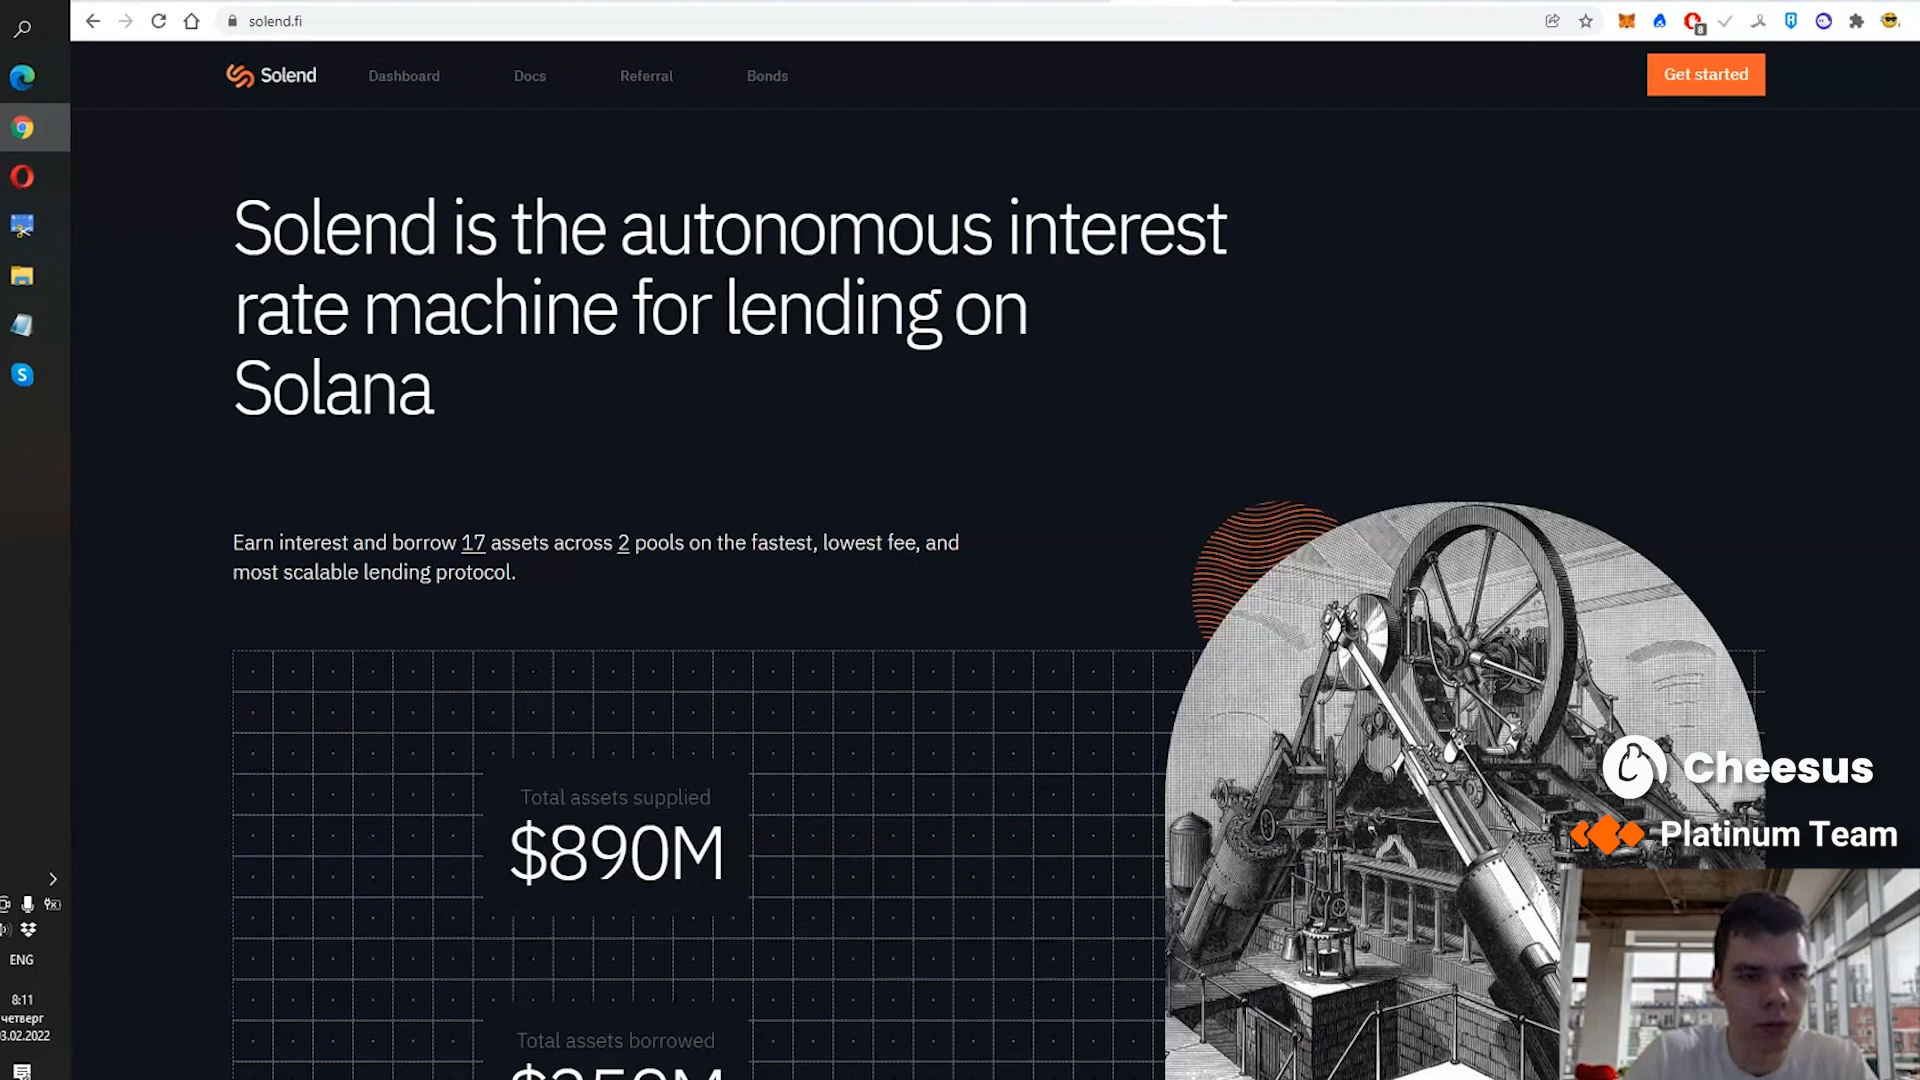 solend.fi
8
Solend
Dashboard
Docs
Referral
Bonds
Get started
Solend is the autonomous interest
rate machine for lending on
Solana
Earn interest and borrow 17 assets across 2 pools on the fastest, lowest fee, and
most scalable lending protocol.
Total assets supplied
$890M
Total assets borrowed
Cheesus
Platinum Team
S
ENG
8:11
четверг
3.02.2022